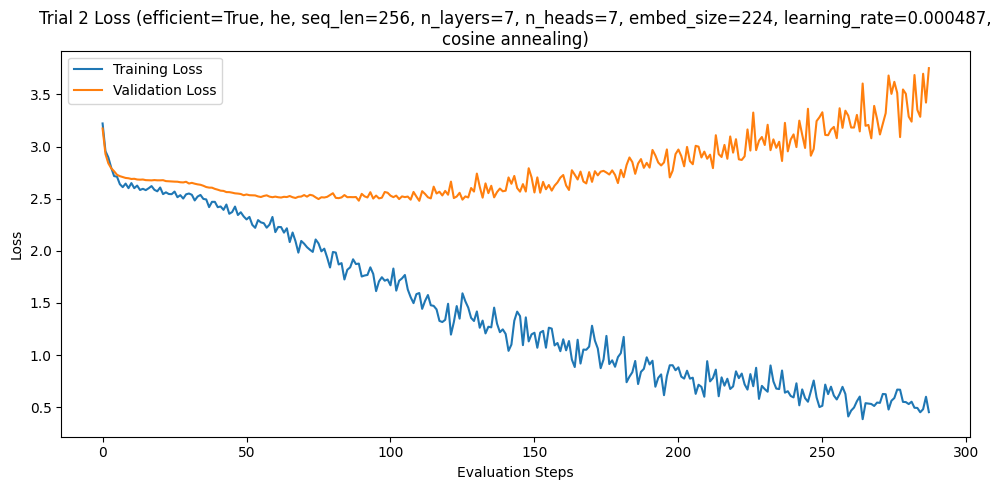 Trial 2 Loss (efficient=True, he, seq_len=256, n_layers=7, n_heads=7, embed_size=224, learning_rate=0.000487,
cosine annealing)
Training Loss
Validation Loss
3.5
3.0
2.5
2.0
1.5
1.0
0.5
Loss
0
50
100
150
200
250
300
Evaluation Steps